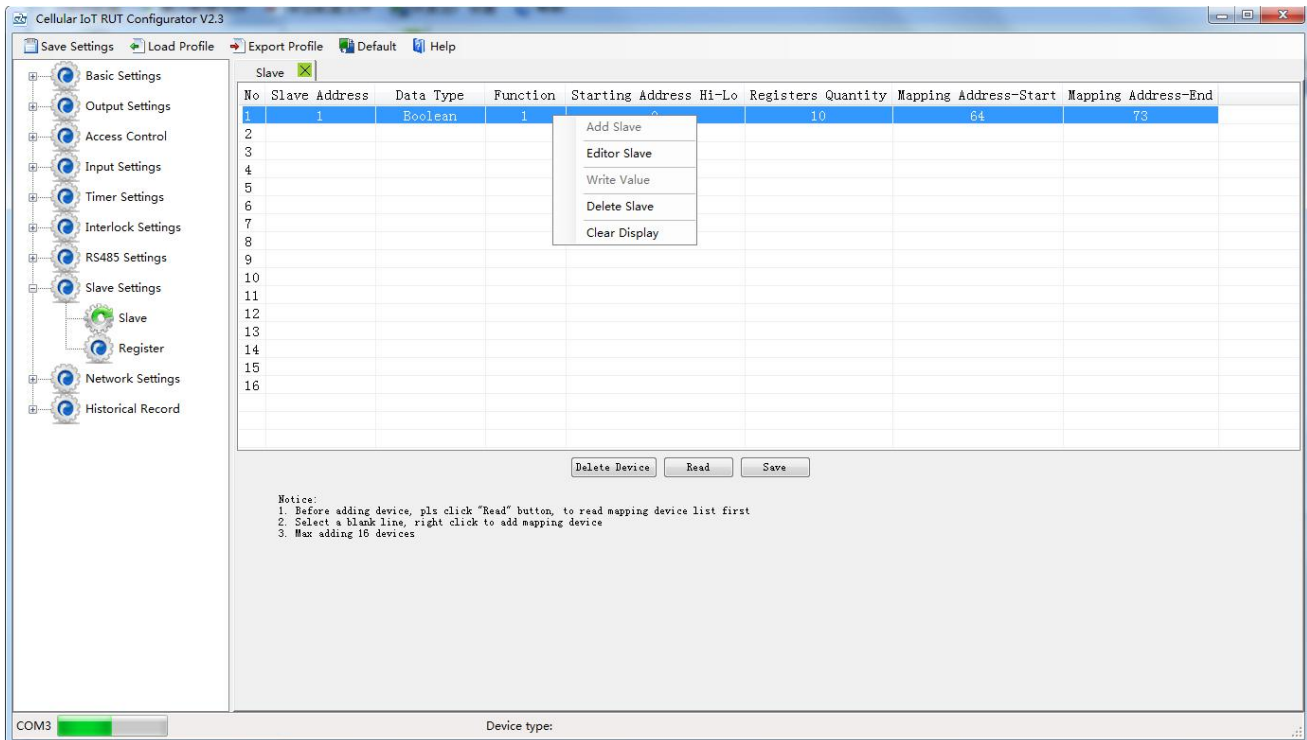 Cellular IoT RUT Configurator V2.3
Save Settings Load Profile Export Profile Default Help
Basic Settings
Output Settings
Access Control
Input Settings
Timer Settings
Interlock Settings
RS485 Settings
Slave Settings
Slave
Register
Network Settings
Historical Record
Slave
No Slave Address Data Type Function Starting Address Hi-Lo Registers Quantity Mapping Address-Start Mapping Address-End
1 1 Boolean 1 0 10 64 73
2
3
4
5
6
7
8
9
10
11
12
13
14
15
16
Add Slave
Editor Slave
Write Value
Delete Slave
Clear Display
Delete Device Read Save
Notice:
1. Before adding device, pls click "Read" button, to read mapping device list first
2. Select a blank line, right click to add mapping device
3. Max adding 16 devices
COM3 Device type: